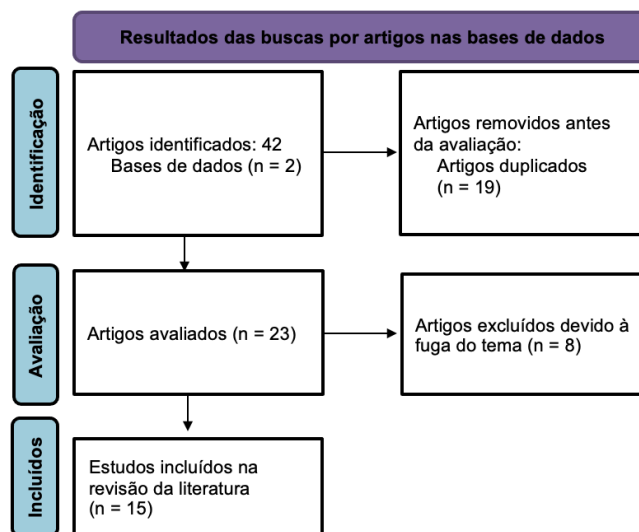 Resultados das buscas por artigos nas bases de dados
Identificação
Artigos identificados: 42
Bases de dados (n = 2)
Artigos removidos antes
da avaliação:
Artigos duplicados
(n = 19)
Avaliação
Artigos avaliados (n = 23)
Artigos excluídos devido à
fuga do tema (n = 8)
Incluídos
Estudos incluídos na
revisão da literatura
(n = 15)